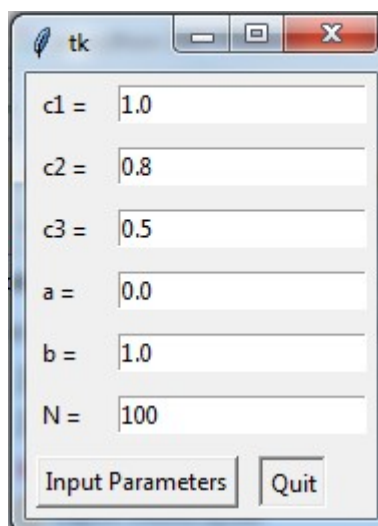 tk
c1 = 1.0
c2 = 0.8
c3 = 0.5
a = 0.0
b = 1.0
N = 100
Input Parameters Quit